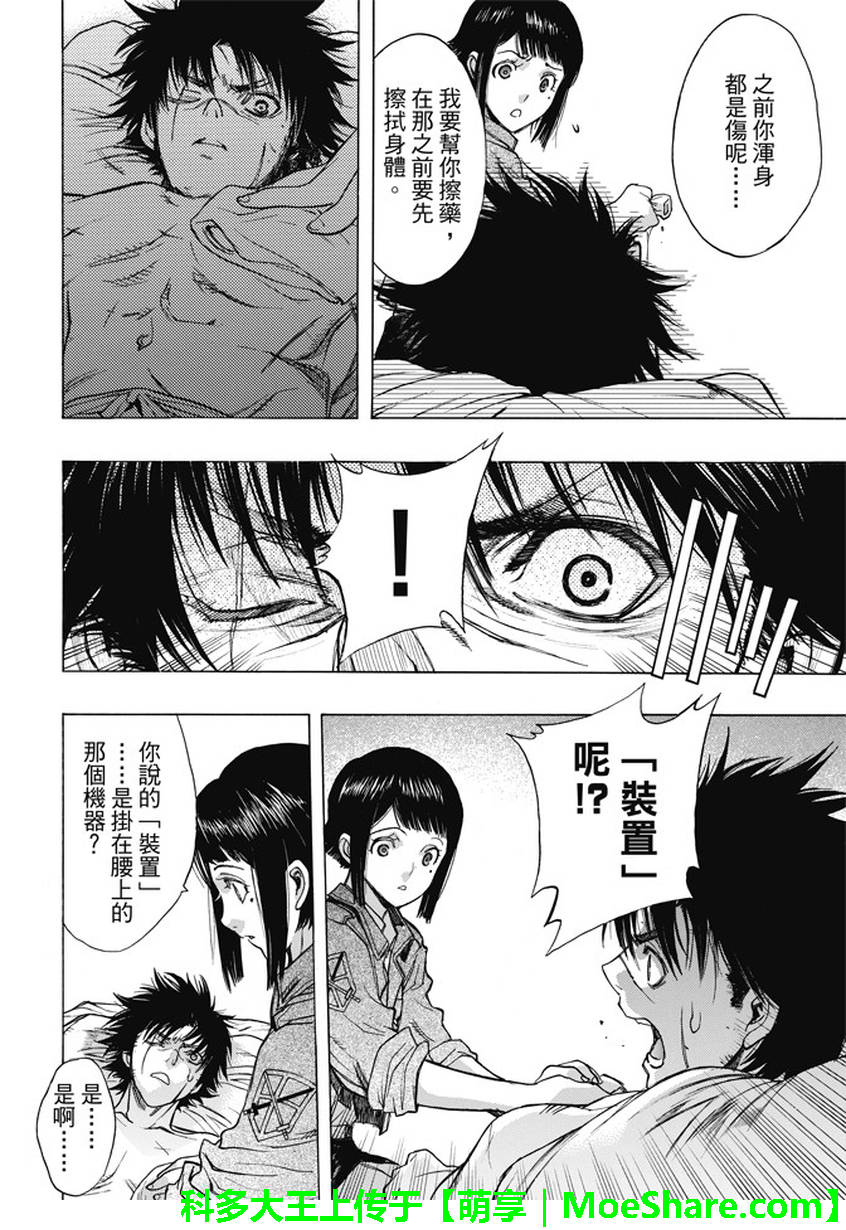 之前你渾身
都是傷呢……
我要幫你擦藥，
在那之前要先
擦拭身體。
！
「裝置」
呢!?
你說的「裝置」
……是掛在腰上的
那個機器？
是……
是啊……
科多大王上传于【萌享｜MoeShare.com】